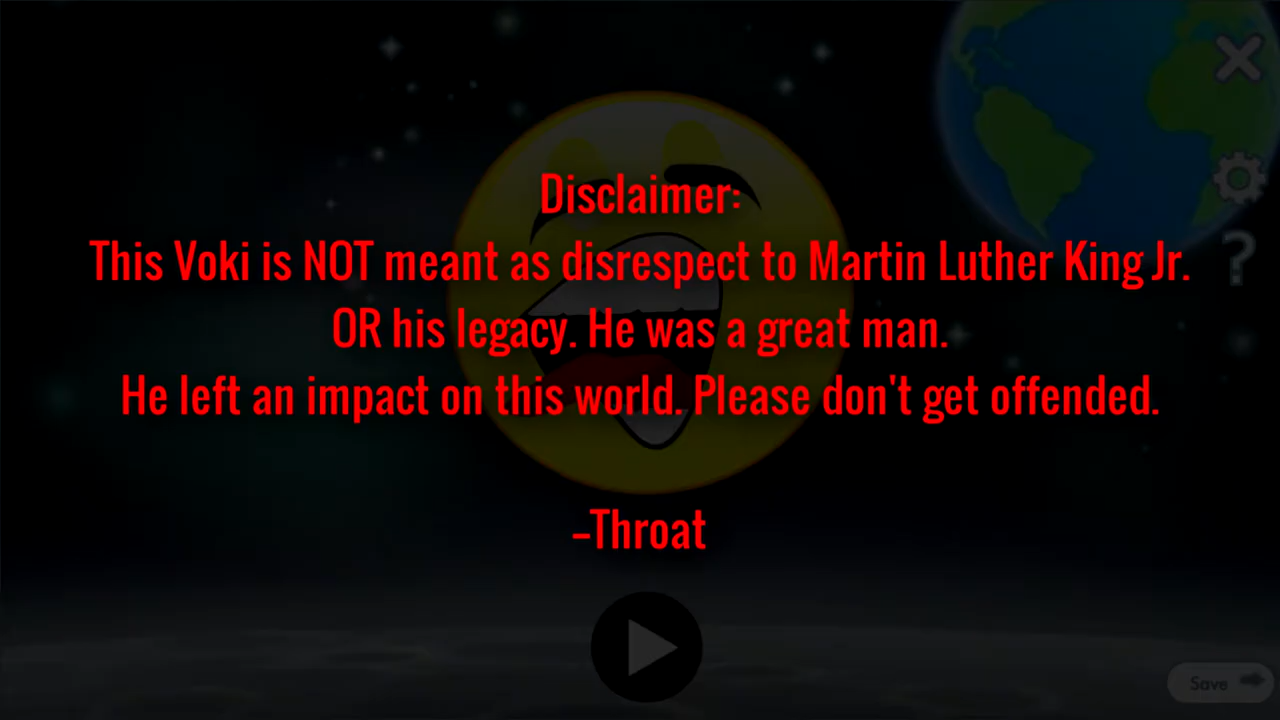 Disclaimer:
This Voki is NOT meant as disrespect to Martin Luther King Jr.
OR his legacy. He was a great man.
He left an impact on this world. Please don't get offended.
–Throat
Save